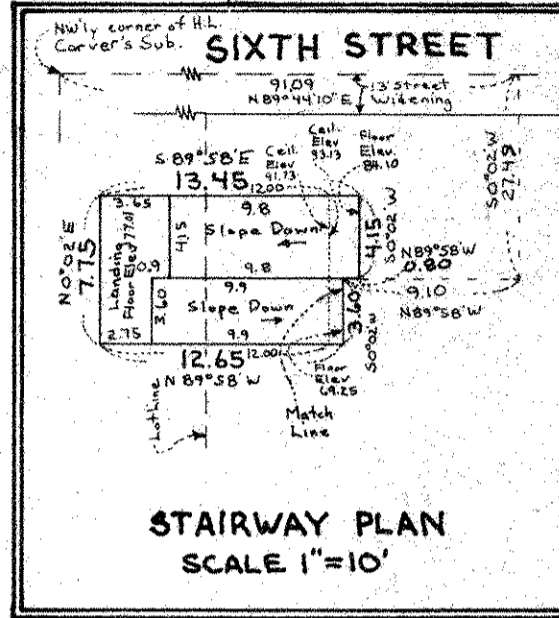 NW'ly corner of H.L.
Carver's Sub.
SIXTH STREET
91.09
N 89°44'10" E
13' Street
Widening
S 89°58' E
13.45
12.00
Ceil.
Elev
91.73
Ceil.
Elev
93.13
Floor
Elev.
84.10
S 0°02' W
27.49
3.65
9.8
N 0°02' E
7.75
Landing
Floor Elev 77.01
4.15
Slope Down
4.15
S 0°02' W
N 89°58' W
0.80
0.9
9.8
9.9
9.10
N 89°58' W
3.60
Slope Down
3.60
S 0°02' W
2.75
9.9
12.65
12.00
N 89°58' W
Floor
Elev
69.25
Lot Line
Match
Line
STAIRWAY PLAN
SCALE 1"=10'